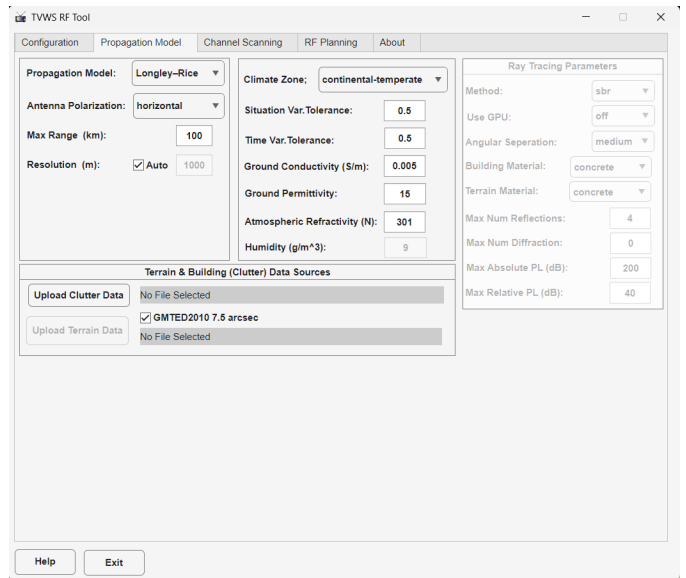 TVWS RF Tool
Configuration Propagation Model Channel Scanning RF Planning About
Propagation Model: Longley–Rice
Antenna Polarization: horizontal
Max Range (km): 100
Resolution (m): Auto 1000
Climate Zone; continental-temperate
Situation Var.Tolerance: 0.5
Time Var.Tolerance: 0.5
Ground Conductivity (S/m): 0.005
Ground Permittivity: 15
Atmospheric Refractivity (N): 301
Humidity (g/m^3): 9
Ray Tracing Parameters
Method: sbr
Use GPU: off
Angular Seperation: medium
Building Material: concrete
Terrain Material: concrete
Max Num Reflections: 4
Max Num Diffraction: 0
Max Absolute PL (dB): 200
Max Relative PL (dB): 40
Terrain & Building (Clutter) Data Sources
Upload Clutter Data No File Selected
GMTED2010 7.5 arcsec
Upload Terrain Data No File Selected
Help Exit